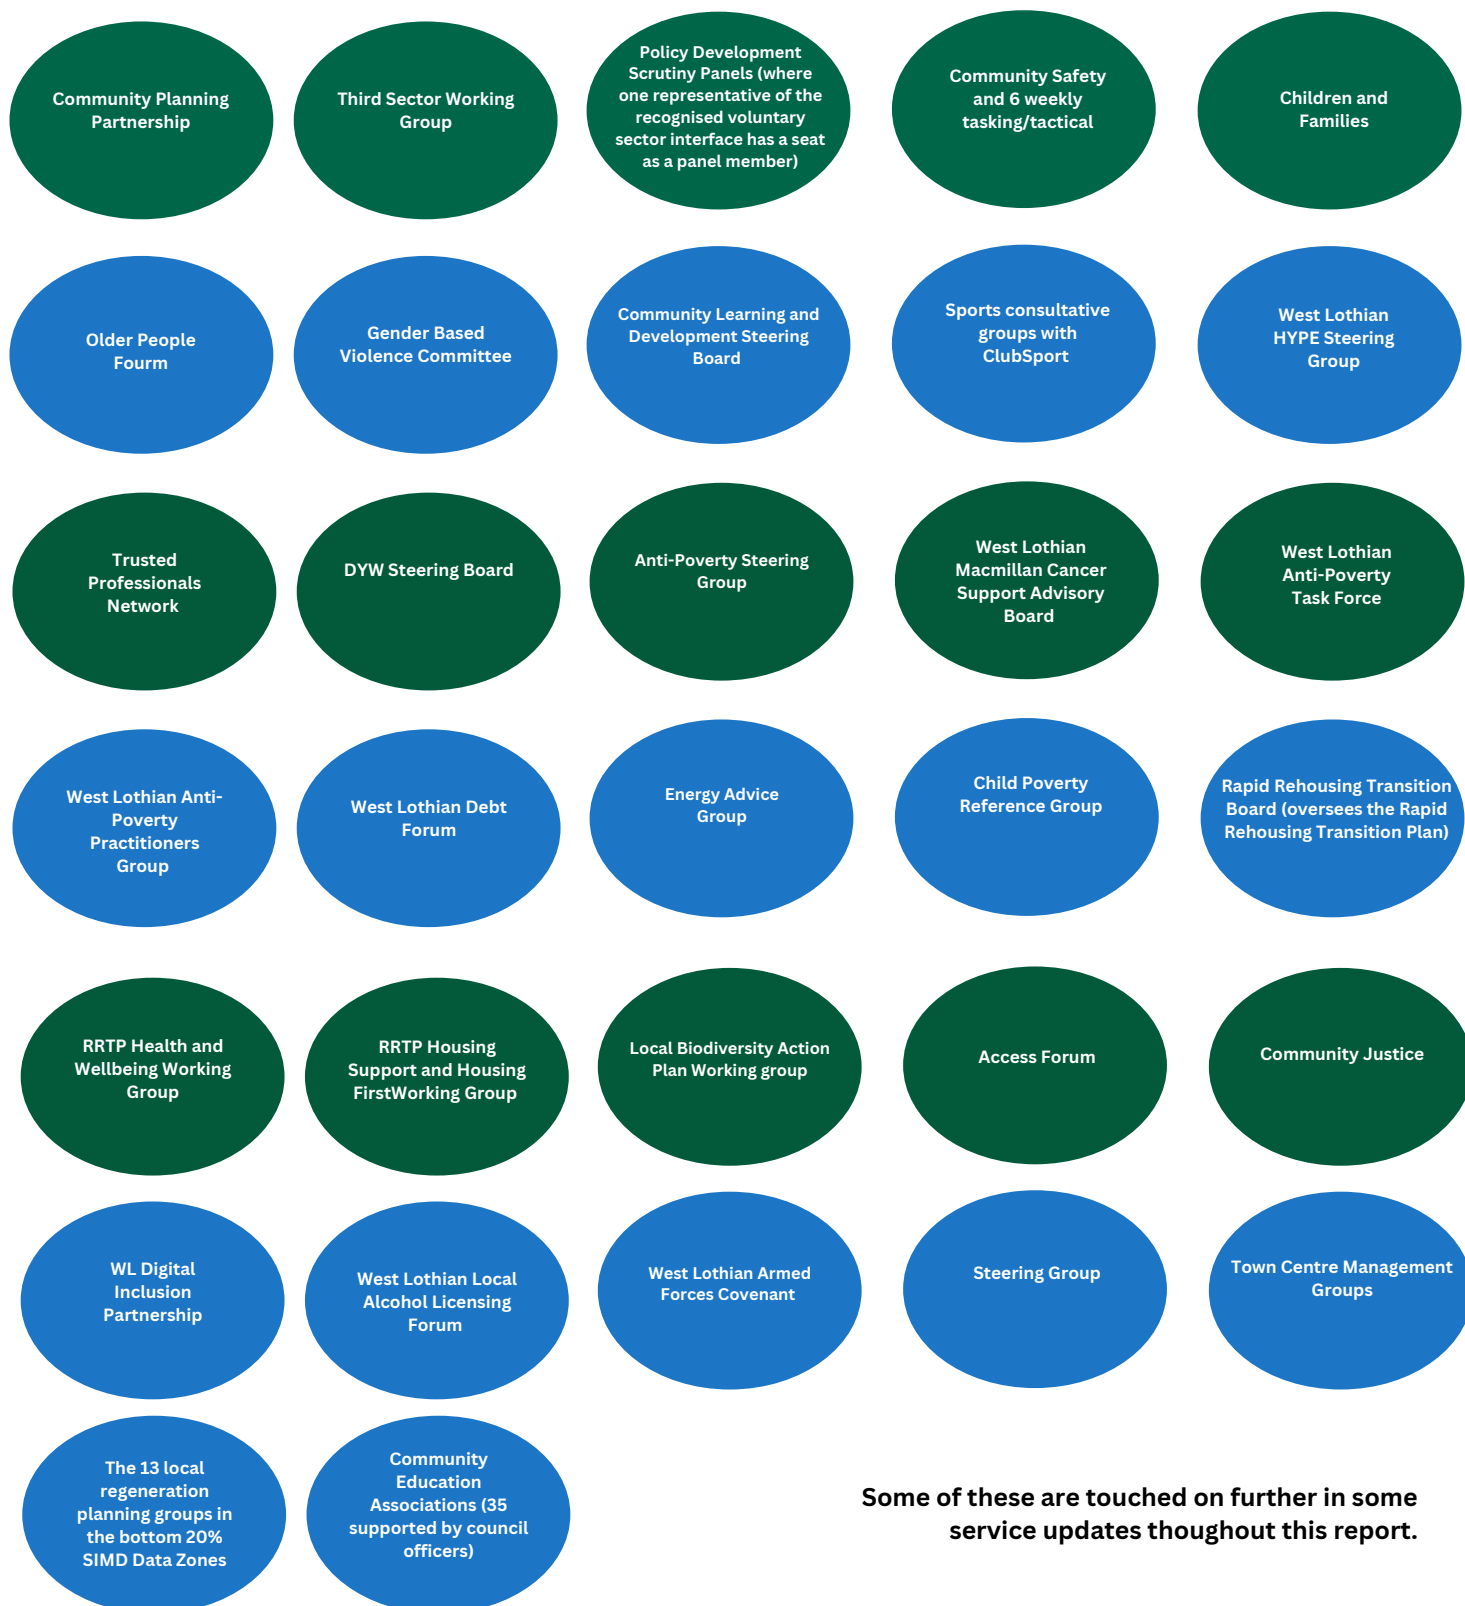 Community Planning
Partnership
Third Sector Working
Group
Policy Development
Scrutiny Panels (where
one representative of the
recognised voluntary
sector interface has a seat
as a panel member)
Community Safety
and 6 weekly
tasking/tactical
Children and
Families
Older People
Fourm
Gender Based
Violence Committee
Community Learning and
Development Steering
Board
Sports consultative
groups with
ClubSport
West Lothian
HYPE Steering
Group
Trusted
Professionals
Network
DYW Steering Board
Anti-Poverty Steering
Group
West Lothian
Macmillan Cancer
Support Advisory
Board
West Lothian
Anti-Poverty
Task Force
West Lothian Anti-
Poverty
Practitioners
Group
West Lothian Debt
Forum
Energy Advice
Group
Child Poverty
Reference Group
Rapid Rehousing Transition
Board (oversees the Rapid
Rehousing Transition Plan)
RRTP Health and
Wellbeing Working
Group
RRTP Housing
Support and Housing
FirstWorking Group
Local Biodiversity Action
Plan Working group
Access Forum
Community Justice
WL Digital
Inclusion
Partnership
West Lothian Local
Alcohol Licensing
Forum
West Lothian Armed
Forces Covenant
Steering Group
Town Centre Management
Groups
The 13 local
regeneration
planning groups in
the bottom 20%
SIMD Data Zones
Community
Education
Associations (35
supported by council
officers)
Some of these are touched on further in some
service updates thoughout this report.